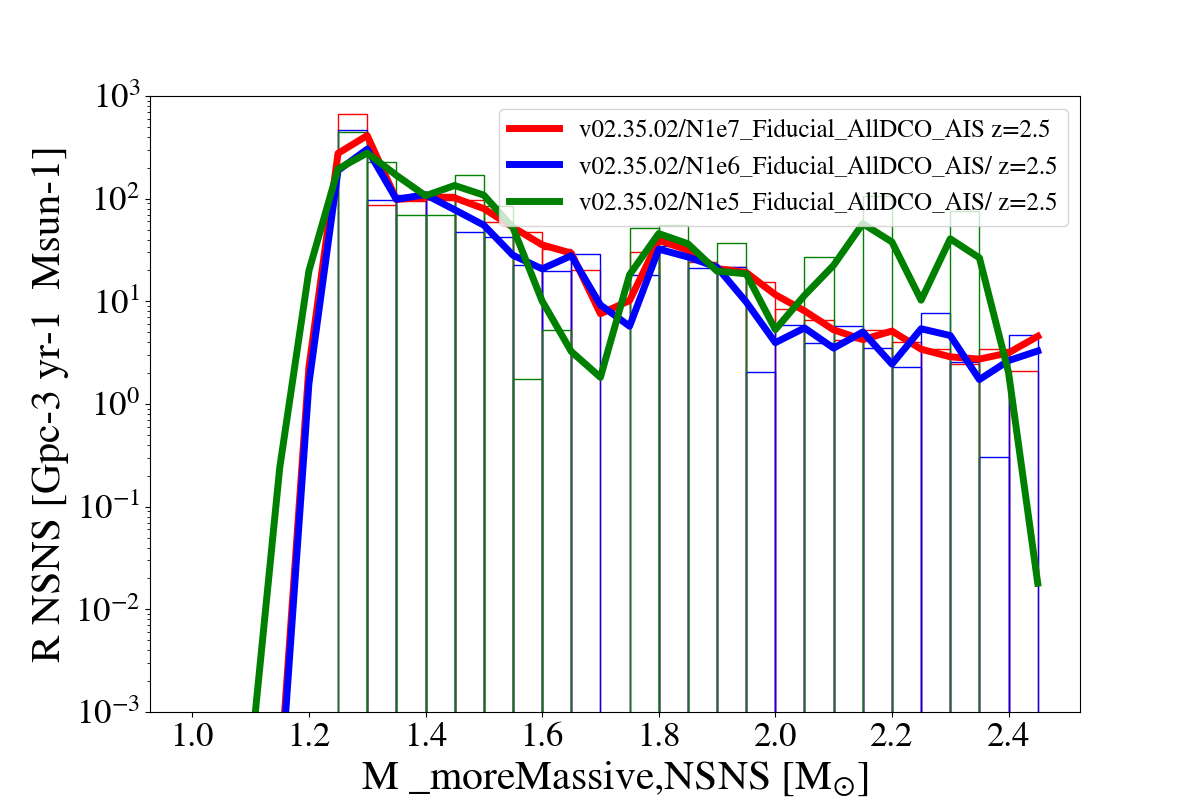 10³
10²
10¹
10⁰
10⁻¹
10⁻²
10⁻³
R NSNS [Gpc-3 yr-1 Msun-1]
v02.35.02/N1e7_Fiducial_AllDCO_AIS z=2.5
v02.35.02/N1e6_Fiducial_AllDCO_AIS/ z=2.5
v02.35.02/N1e5_Fiducial_AllDCO_AIS/ z=2.5
1.0 1.2 1.4 1.6 1.8 2.0 2.2 2.4
M _moreMassive,NSNS [M⊙]